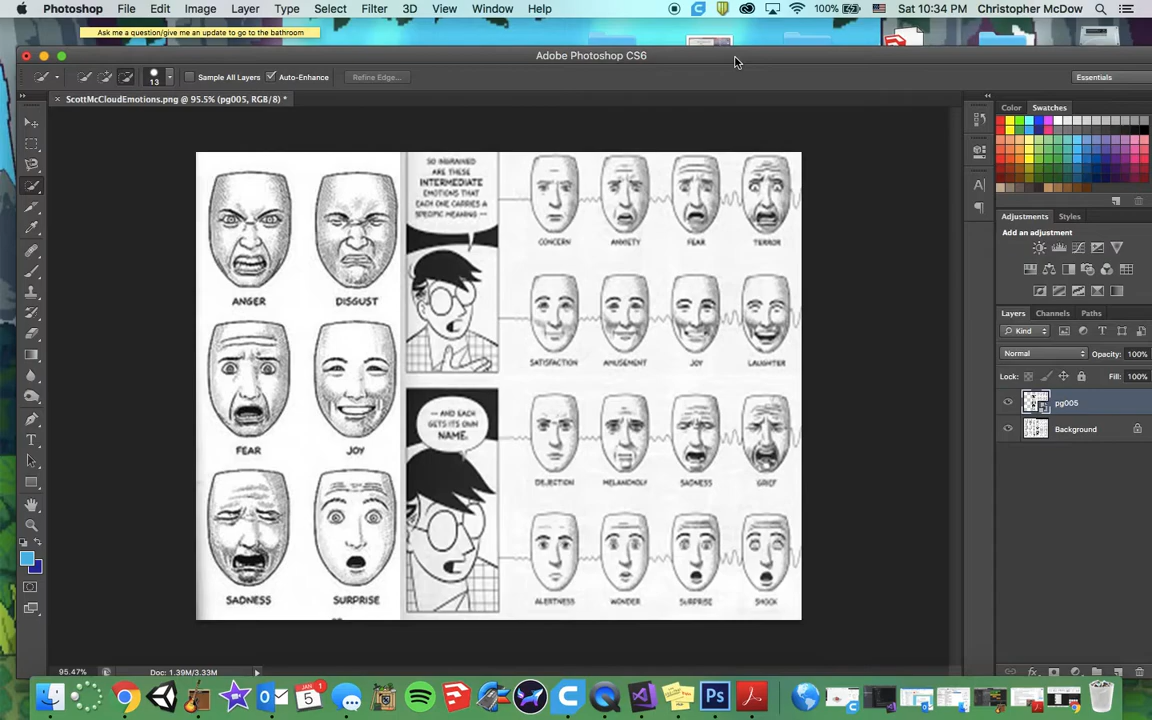 Photoshop File Edit Image Layer Type Select Filter 3D View Window Help 100% Sat 10:34 PM Christopher McDow
Ask me a question/give me an update to go to the bathroom
Adobe Photoshop CS6
13 Sample All Layers Auto-Enhance Refine Edge... Essentials
ScottMcCloudEmotions.png @ 95.5% (pg005, RGB/8) *
Color Swatches
Adjustments Styles
Add an adjustment
Layers Channels Paths
Kind
Normal Opacity: 100%
Lock: Fill: 100%
pg005
Background
ANGER DISGUST
FEAR JOY
SADNESS SURPRISE
SO INGRAINED
ARE THESE
INTERMEDIATE
EMOTIONS THAT
EACH ONE CARRIES A
SPECIFIC MEANING --
-- AND EACH
GETS ITS OWN
NAME.
CONCERN ANXIETY FEAR TERROR
SATISFACTION AMUSEMENT JOY LAUGHTER
DEJECTION MELANCHOLY SADNESS GRIEF
ALERTNESS WONDER SURPRISE SHOCK
95.47% Doc: 1.39M/3.33M
JAN
5
1
Ps